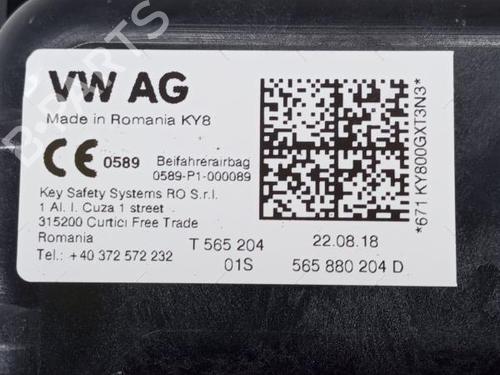 VW AG
Made in Romania KY8
CE 0589 Beifahrerairbag
0589-P1-000089
Key Safety Systems RO S.r.l.
1 Al. I. Cuza 1 street
315200 Curtici Free Trade
Romania
Tel.: +40 372 572 232
T 565 204
01S
22.08.18
565 880 204 D
*671 KY800GXT3N3*
B-PARTS